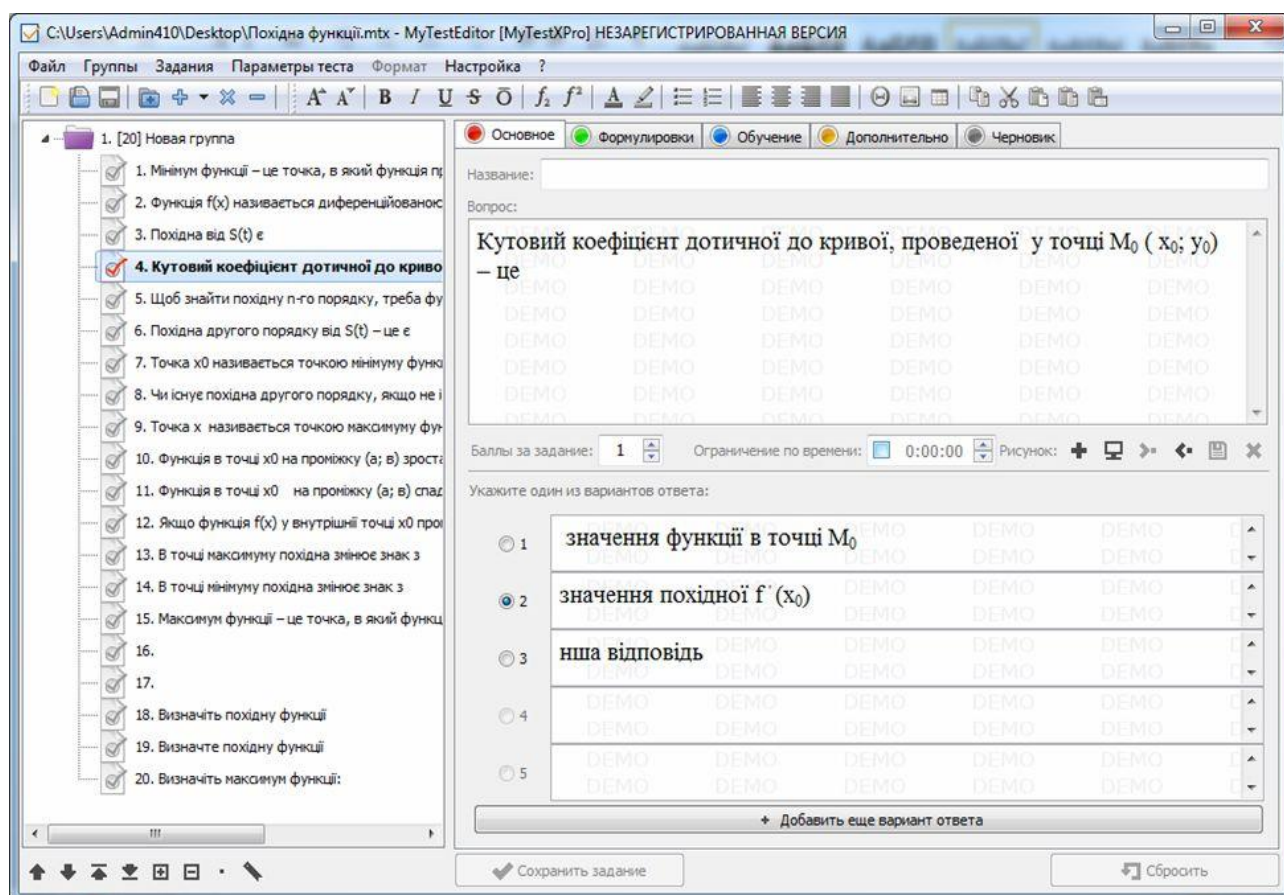 C:\Users\Admin410\Desktop\Похідна функції.mtx - MyTestEditor [MyTestXPro] НЕЗАРЕГИСТРИРОВАННАЯ ВЕРСИЯ
Файл Группы Задания Параметры теста Формат Настройка ?
1. [20] Новая группа
1. Мінімум функції – це точка, в який функція пр
2. Функція f(x) називається диференційованою
3. Похідна від S(t) є
4. Кутовий коефіцієнт дотичної до криво
5. Щоб знайти похідну n-го порядку, треба фу
6. Похідна другого порядку від S(t) – це є
7. Точка x0 називається точкою мінімуму функ
8. Чи існує похідна другого порядку, якщо не і
9. Точка x називається точкою максимуму фун
10. Функція в точці x0 на проміжку (а; в) зроста
11. Функція в точці x0 на проміжку (а; в) спад
12. Якщо функція f(x) у внутрішнії точці x0 про
13. В точці максимуму похідна змінює знак з
14. В точці мінімуму похідна змінює знак з
15. Максимум функції – це точка, в який функц
16.
17.
18. Визначіть похідну функції
19. Визначте похідну функції
20. Визначіть максимум функції:
Основное Формулировки Обучение Дополнительно Черновик
Название:
Вопрос:
Кутовий коефіцієнт дотичної до кривої, проведеної у точці M₀ ( x₀; y₀)
– це
Баллы за задание: 1 Ограничение по времени: 0:00:00 Рисунок:
Укажите один из вариантов ответа:
1 значення функції в точці M₀
2 значення похідної f ˙(x₀)
3 нша відповідь
4
5
+ Добавить еще вариант ответа
Сохранить задание Сбросить